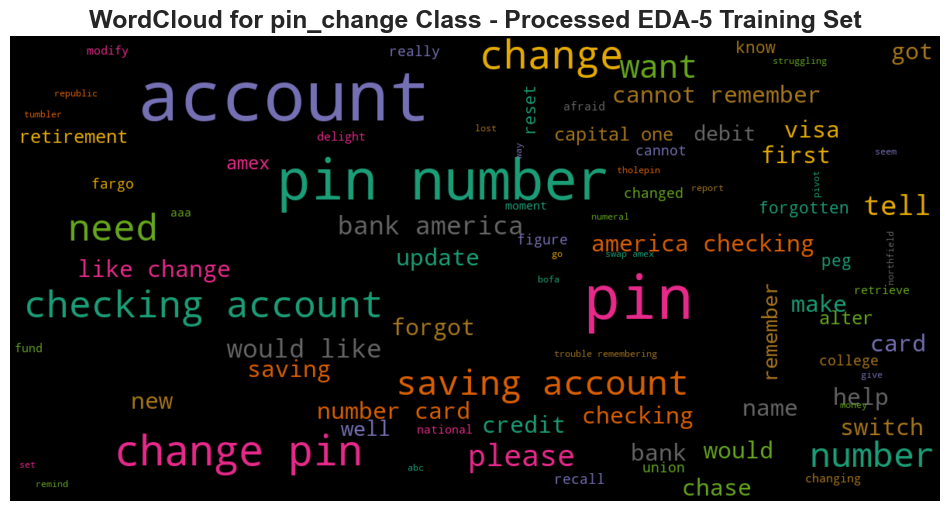 WordCloud for pin_change Class - Processed EDA-5 Training Set
modify
really
change
know
got
struggling
want
account
republic
tumbler
cannot remember
reset
afraid
retirement
delight
lost
capital one
debit
visa
amex
way
cannot
first
seem
pin number
tholepin
fargo
changed
report
pivot
aaa
moment
numeral
forgotten
tell
need
bank america
figure
america checking
northfield
like change
update
go
swap amex
peg
bofa
checking account
pin
remember
make
retrieve
alter
forgot
fund
would like
trouble remembering
card
saving
college
give
saving account
new
number card
checking
name
help
money
well
national
credit
switch
change pin
please
bank
would
number
set
abc
union
recall
changing
remind
chase